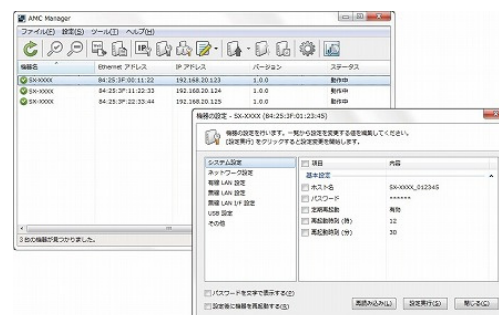 AMC Manager
ファイル(F) 設定(S) ツール(T) ヘルプ(H)
機器名 Ethernet アドレス IP アドレス バージョン ステータス
SX-XXXX 84:25:3F:00:11:22 192.168.20.123 1.0.0 動作中
SX-XXXX 84:25:3F:11:22:33 192.168.20.124 1.0.0 動作中
SX-XXXX 84:25:3F:22:33:44 192.168.20.125 1.0.0 動作中
3 台の機器が見つかりました。
機器の設定 - SX-XXXX (84:25:3F:01:23:45)
機器の設定を行います。一覧から設定を変更する値を編集してください。
[設定実行] をクリックすると設定変更を開始します。
システム設定
ネットワーク設定
有線 LAN 設定
無線 LAN 設定
無線 LAN I/F 設定
USB 設定
その他
項目 内容
基本設定
ホスト名 SX-XXXX_012345
パスワード ******
定期再起動 有効
再起動時刻 (時) 12
再起動時刻 (分) 30
パスワードを文字で表示する(P)
設定後に機器を再起動する(R)
再読み込み(L) 設定実行(S) 閉じる(C)